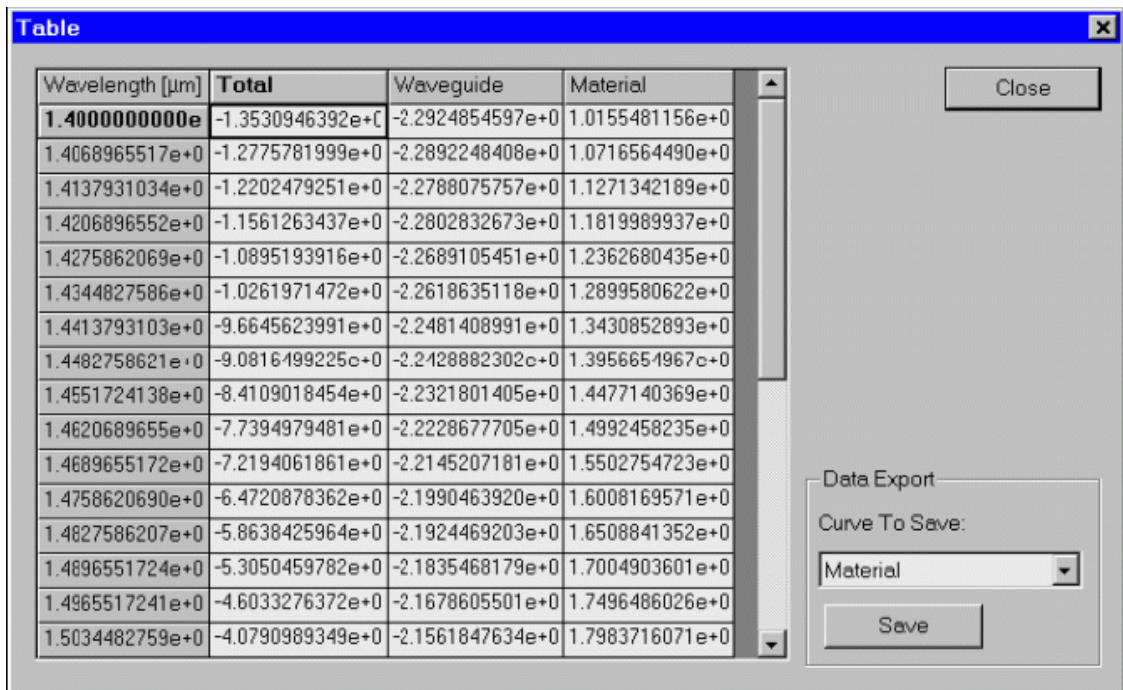 Table
Close
Wavelength [µm] Total Waveguide Material
1.4000000000e -1.3530946392e+0 -2.2924854597e+0 1.0155481156e+0
1.4068965517e+0 -1.2775781999e+0 -2.2892248408e+0 1.0716564490e+0
1.4137931034e+0 -1.2202479251e+0 -2.2788075757e+0 1.1271342189e+0
1.4206896552e+0 -1.1561263437e+0 -2.2802832673e+0 1.1819989937e+0
1.4275862069e+0 -1.0895193916e+0 -2.2689105451e+0 1.2362680435e+0
1.4344827586e+0 -1.0261971472e+0 -2.2618635118e+0 1.2899580622e+0
1.4413793103e+0 -9.6645623991e+0 -2.2481408991e+0 1.3430852893e+0
1.4482758621e+0 -9.0816499225e+0 -2.2428882302e+0 1.3956654967e+0
1.4551724138e+0 -8.4109018454e+0 -2.2321801405e+0 1.4477140369e+0
1.4620689655e+0 -7.7394979481e+0 -2.2228677705e+0 1.4992458235e+0
1.4689655172e+0 -7.2194061861e+0 -2.2145207181e+0 1.5502754723e+0
1.4758620690e+0 -6.4720878362e+0 -2.1990463920e+0 1.6008169571e+0
1.4827586207e+0 -5.8638425964e+0 -2.1924469203e+0 1.6508841352e+0
1.4896551724e+0 -5.3050459782e+0 -2.1835468179e+0 1.7004903601e+0
1.4965517241e+0 -4.6033276372e+0 -2.1678605501e+0 1.7496486026e+0
1.5034482759e+0 -4.0790989349e+0 -2.1561847634e+0 1.7983716071e+0
Data Export
Curve To Save:
Material
Save